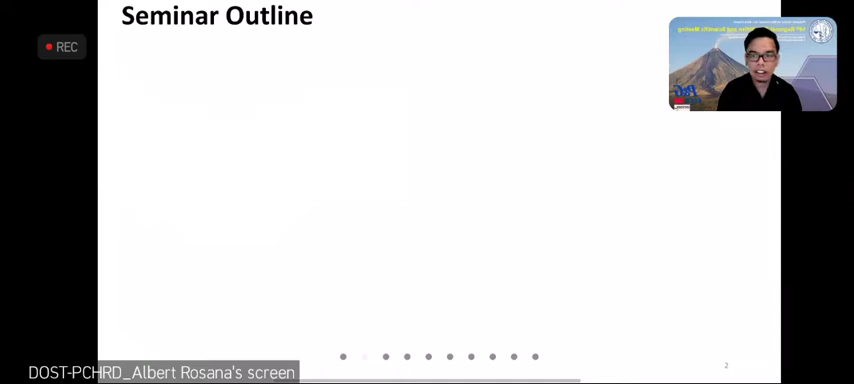 Seminar Outline
REC
P&G
2
DOST-PCHRD_Albert Rosana's screen